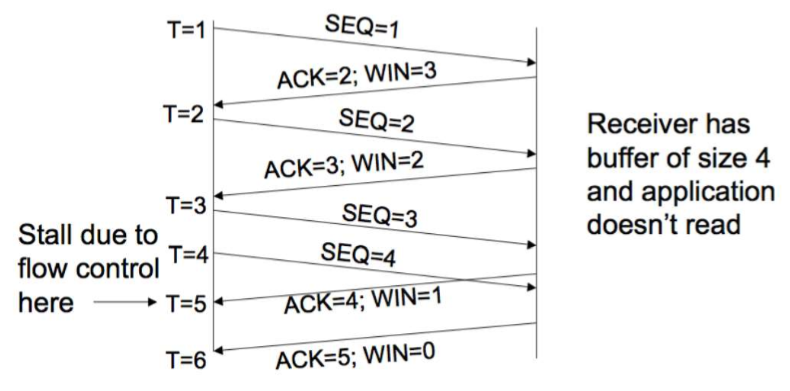 T=1
SEQ=1
ACK=2; WIN=3
T=2
SEQ=2
ACK=3; WIN=2
T=3
SEQ=3
T=4
SEQ=4
Stall due to
flow control
here
T=5
ACK=4; WIN=1
T=6
ACK=5; WIN=0
Receiver has
buffer of size 4
and application
doesn’t read